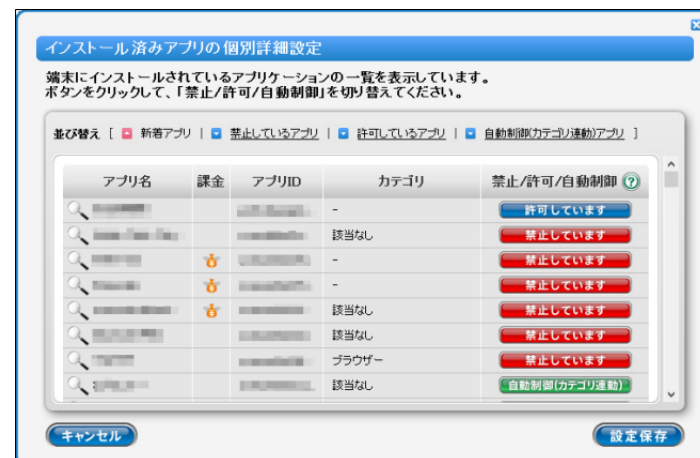 インストール済みアプリの個別詳細設定
端末にインストールされているアプリケーションの一覧を表示しています。
ボタンをクリックして、「禁止/許可/自動制御」を切り替えてください。
並び替え [ 新着アプリ | 禁止しているアプリ | 許可しているアプリ | 自動制御(カテゴリ連動)アプリ ]
アプリ名 課金 アプリID カテゴリ 禁止/許可/自動制御 ?
- 許可しています
該当なし 禁止しています
- 禁止しています
- 禁止しています
該当なし 禁止しています
該当なし 禁止しています
ブラウザー 禁止しています
該当なし 自動制御(カテゴリ連動)
キャンセル 設定保存